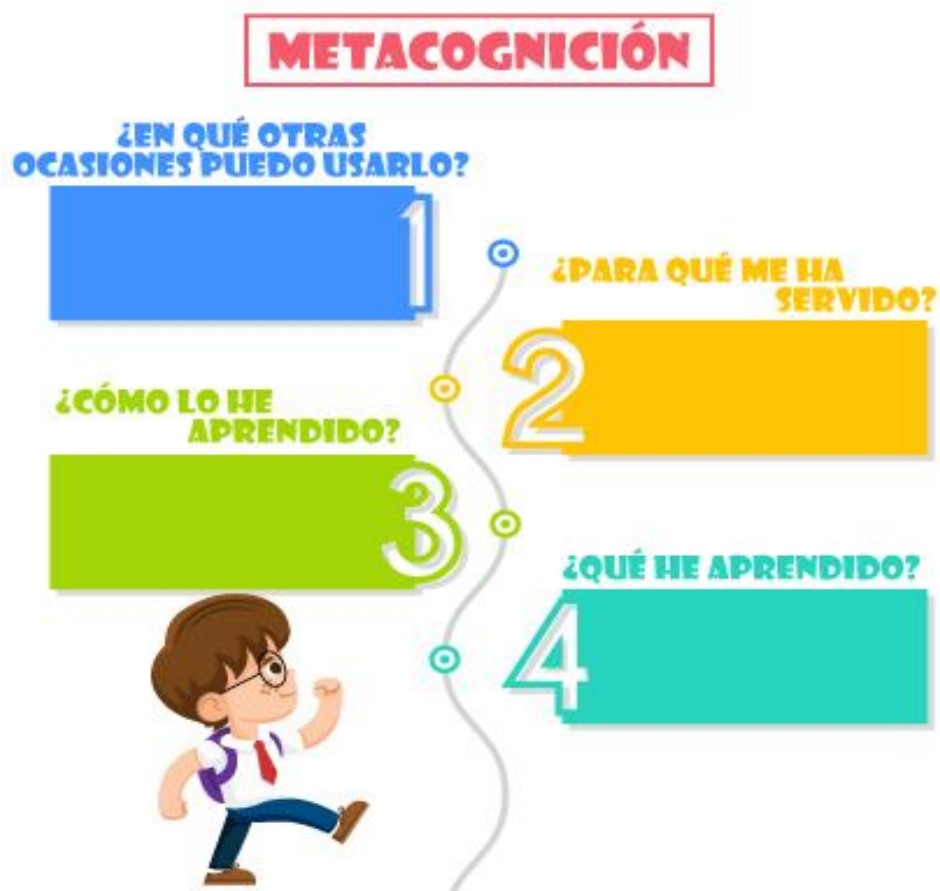 METACOGNICIÓN
¿EN QUÉ OTRAS
OCASIONES PUEDO USARLO?
1
¿PARA QUÉ ME HA
SERVIDO?
2
¿CÓMO LO HE
APRENDIDO?
3
¿QUÉ HE APRENDIDO?
4